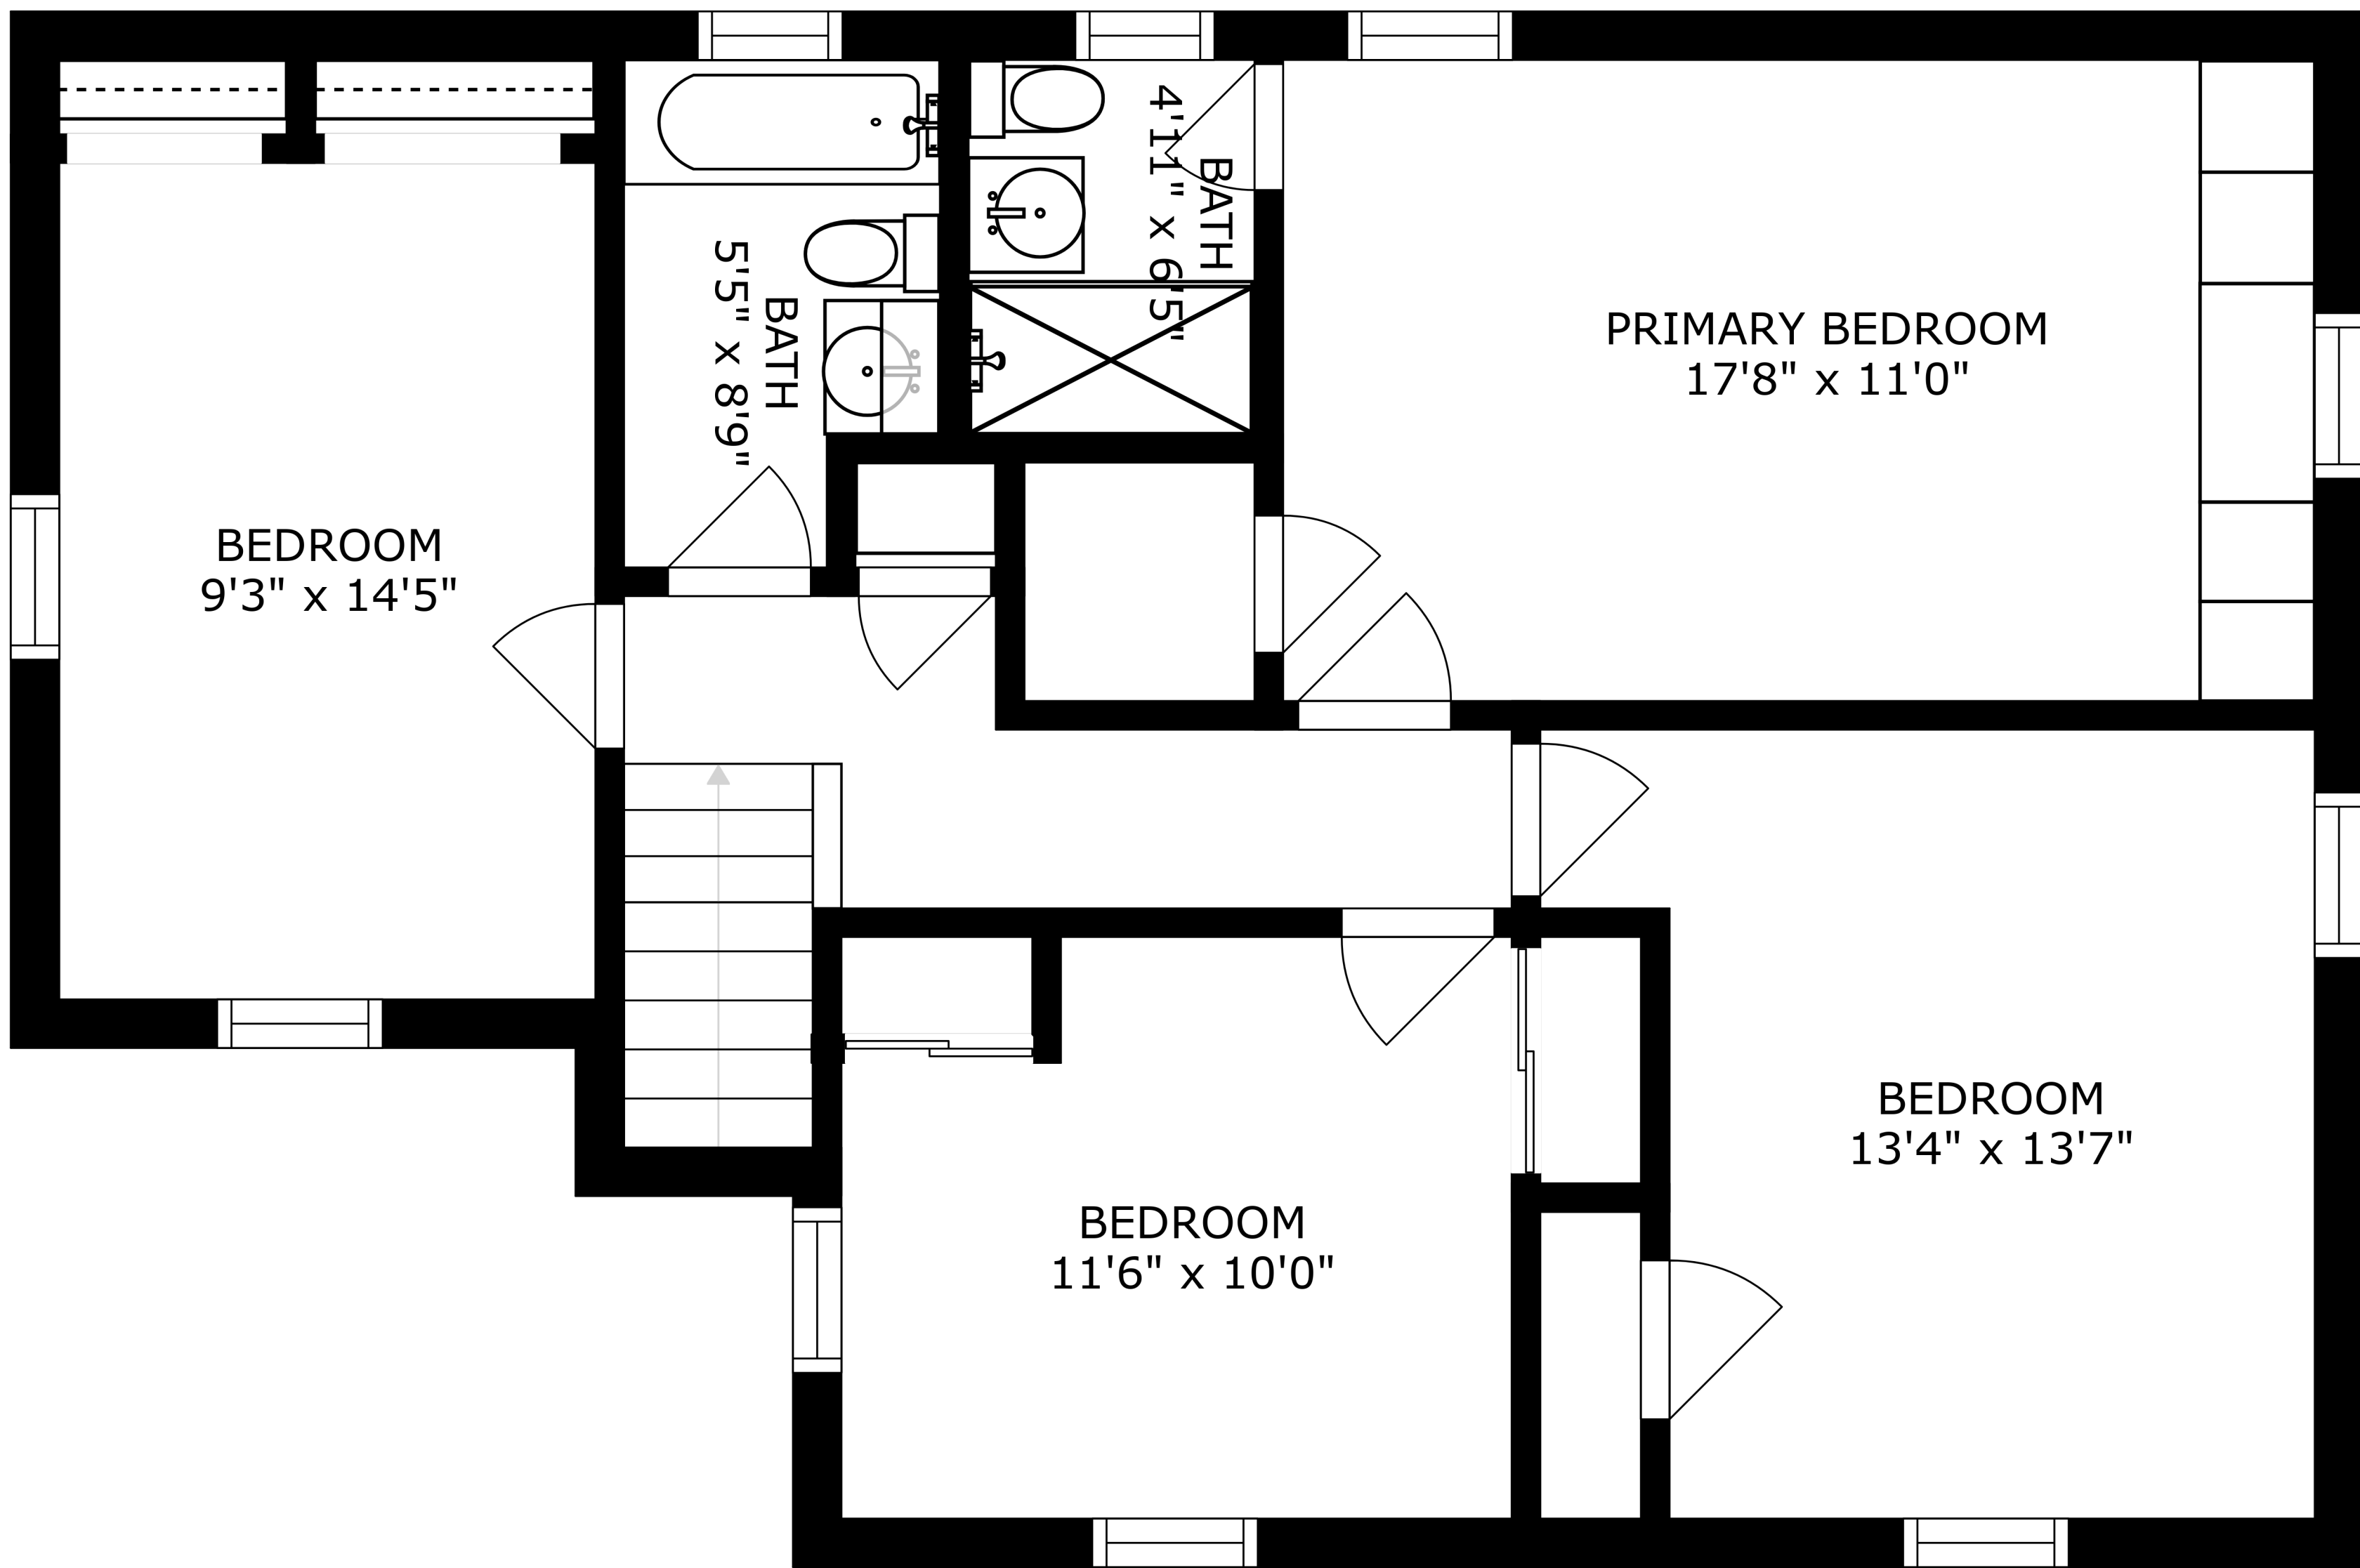 BATH
4'11" x 6'5"
BATH
5'5" x 8'9"
PRIMARY BEDROOM
17'8" x 11'0"
BEDROOM
9'3" x 14'5"
BEDROOM
13'4" x 13'7"
BEDROOM
11'6" x 10'0"